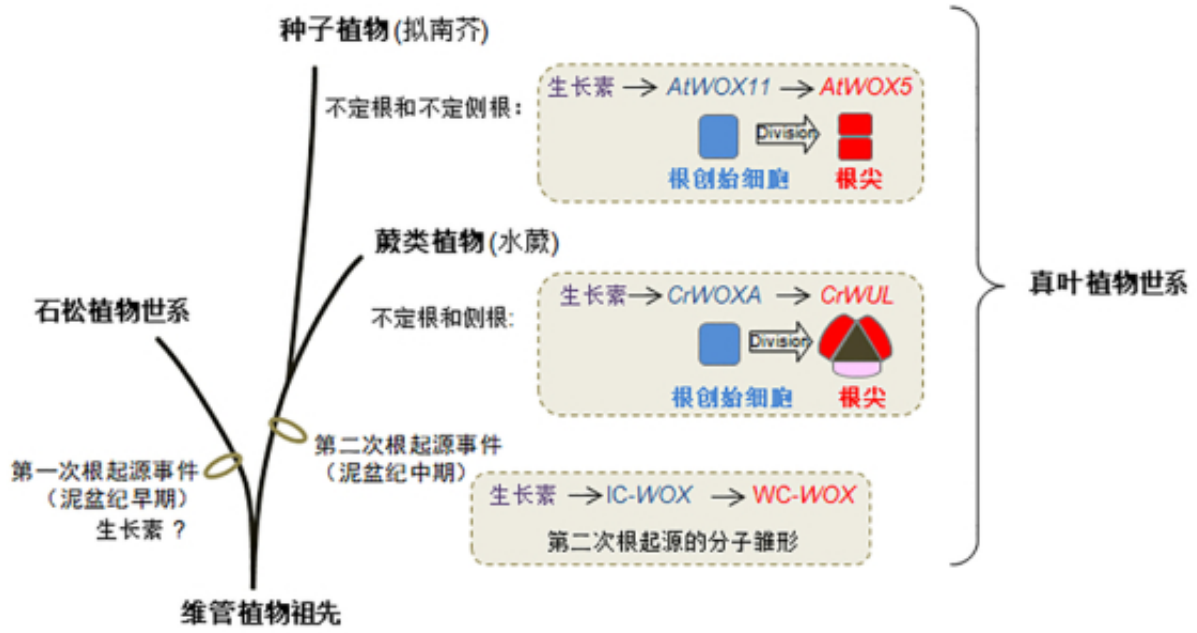 种子植物(拟南芥)
不定根和不定侧根：
生长素 → AtWOX11 → AtWOX5
Division
根创始细胞 根尖
蕨类植物(水蕨)
不定根和侧根:
生长素 → CrWOXA → CrWUL
Division
根创始细胞 根尖
真叶植物世系
石松植物世系
第一次根起源事件
（泥盆纪早期）
生长素 ?
第二次根起源事件
（泥盆纪中期）
生长素 → IC-WOX → WC-WOX
第二次根起源的分子雏形
维管植物祖先